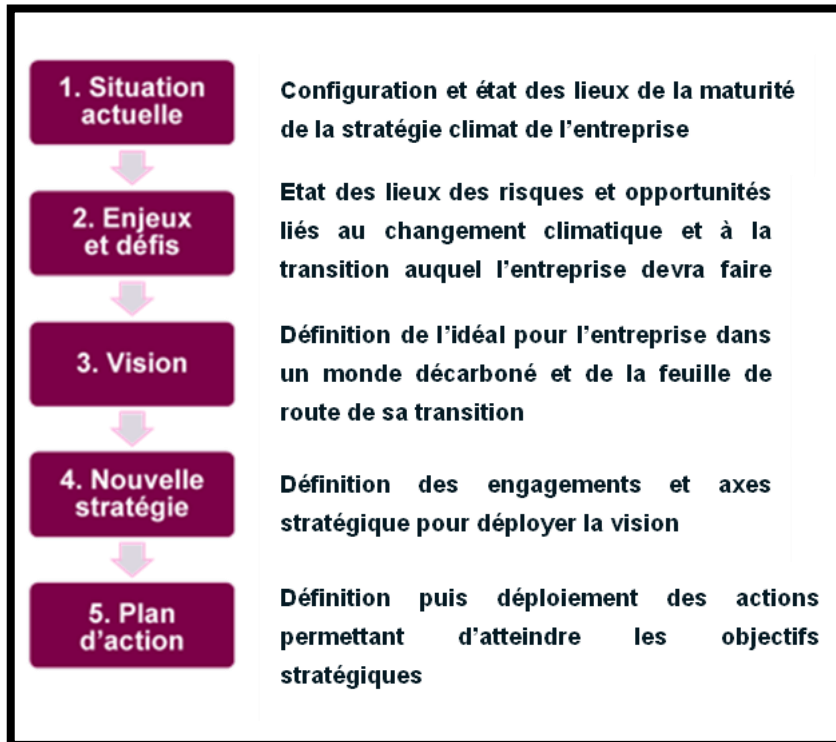 1. Situation
actuelle
Configuration et état des lieux de la maturité
de la stratégie climat de l'entreprise
2. Enjeux
et défis
Etat des lieux des risques et opportunités
liés au changement climatique et à la
transition auquel l'entreprise devra faire
3. Vision
Définition de l'idéal pour l'entreprise dans
un monde décarboné et de la feuille de
route de sa transition
4. Nouvelle
stratégie
Définition des engagements et axes
stratégique pour déployer la vision
5. Plan
d'action
Définition puis déploiement des actions
permettant d'atteindre les objectifs
stratégiques